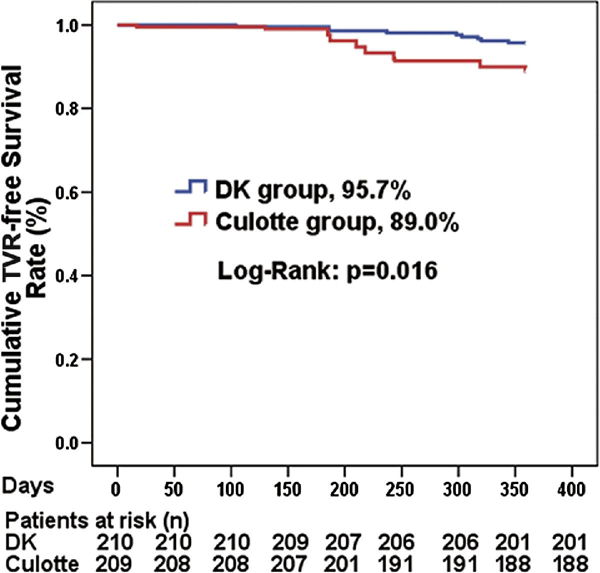 Cumulative TVR-free Survival
Rate (%)
1.0
0.8
0.6
0.4
0.2
0.0
DK group, 95.7%
Culotte group, 89.0%
Log-Rank: p=0.016
Days 0 50 100 150 200 250 300 350 400
Patients at risk (n)
DK 210 210 210 209 207 206 206 201 201
Culotte 209 208 208 207 201 191 191 188 188